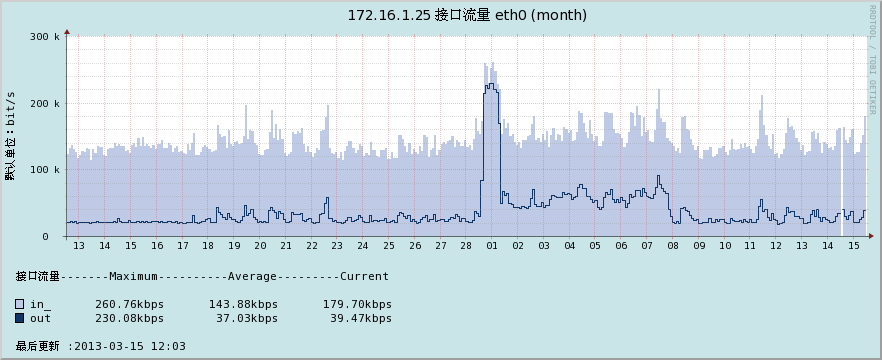 172.16.1.25 接口流量 eth0 (month)
RRDTOOL / TOBI OETIKER
默认单位：bit/s
300 k
200 k
100 k
0
13 14 15 16 17 18 19 20 21 22 23 24 25 26 27 28 01 02 03 04 05 06 07 08 09 10 11 12 13 14 15
接口流量-------Maximum----------Average---------Current
in_ 260.76kbps 143.88kbps 179.70kbps
out 230.08kbps 37.03kbps 39.47kbps
最后更新 :2013-03-15 12:03